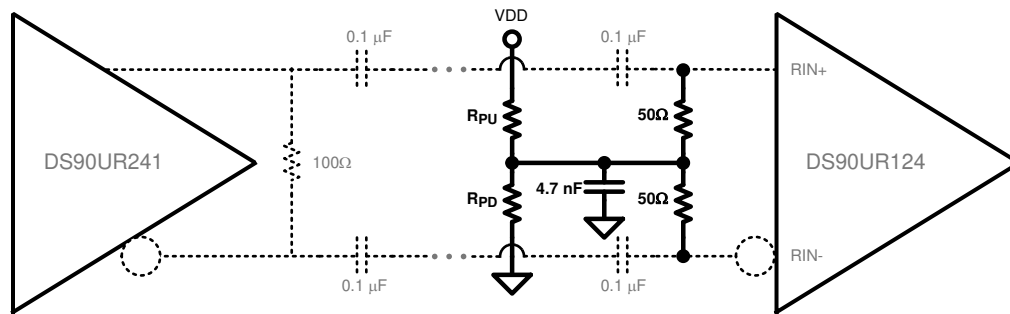 VDD
0.1 μF
0.1 μF
RIN+
RPU
50Ω
DS90UR241
100Ω
DS90UR124
4.7 nF
RPD
50Ω
RIN-
0.1 μF
0.1 μF